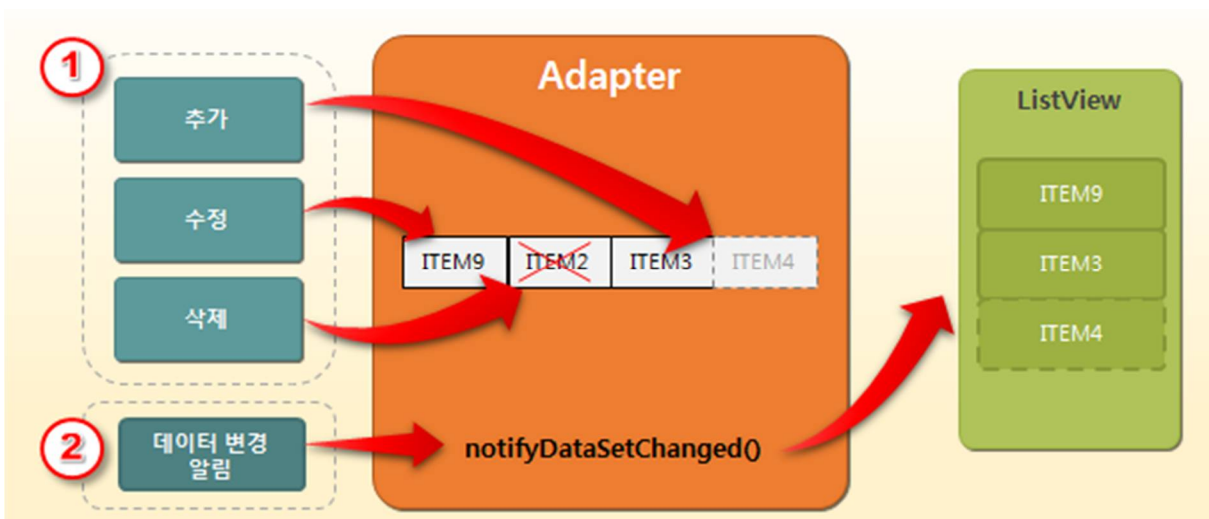 1
추가
수정
삭제
2
데이터 변경
알림
Adapter
ITEM9 ITEM2 ITEM3 ITEM4
notifyDataSetChanged()
ListView
ITEM9
ITEM3
ITEM4